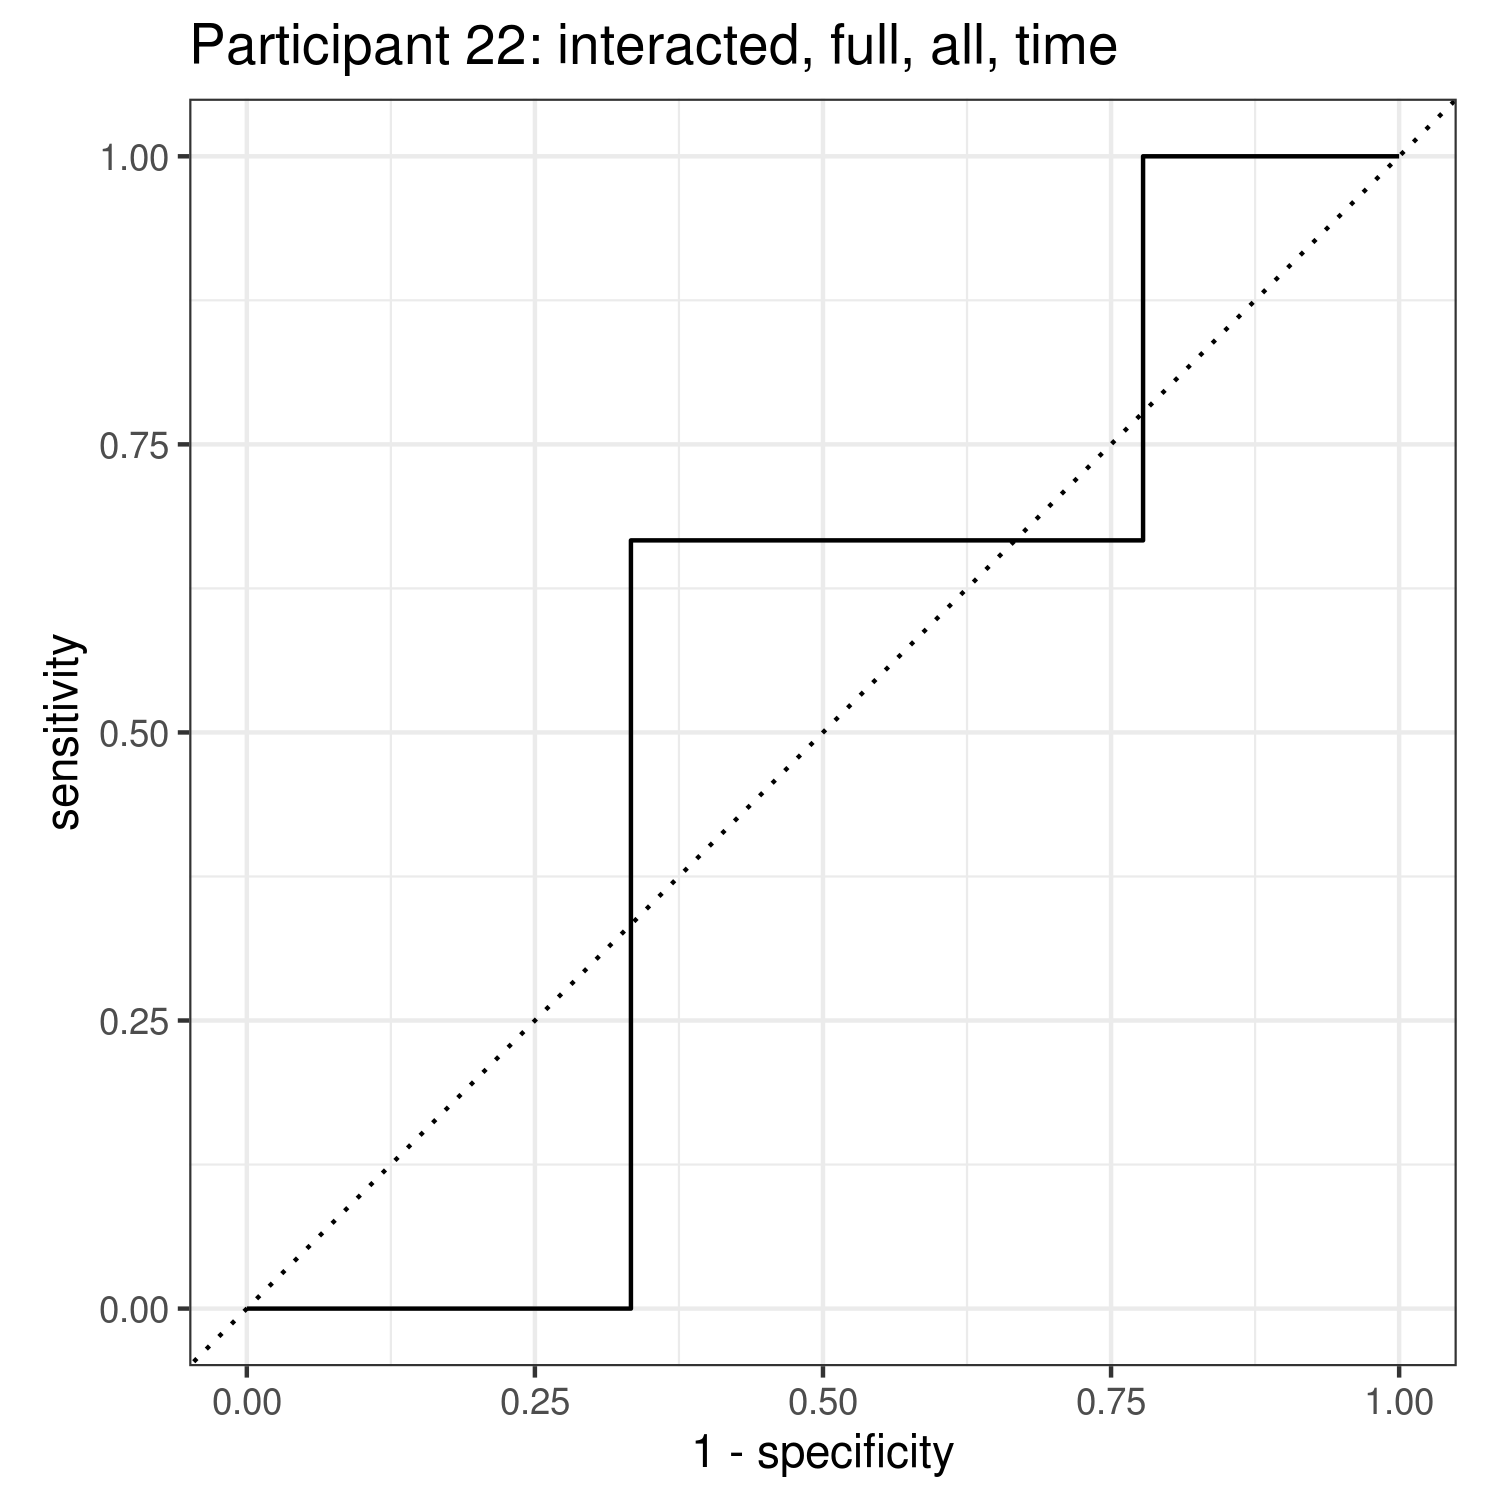 Participant 22: interacted, full, all, time
1.00
0.75
0.50
0.25
0.00
sensitivity
0.00 0.25 0.50 0.75 1.00
1 - specificity